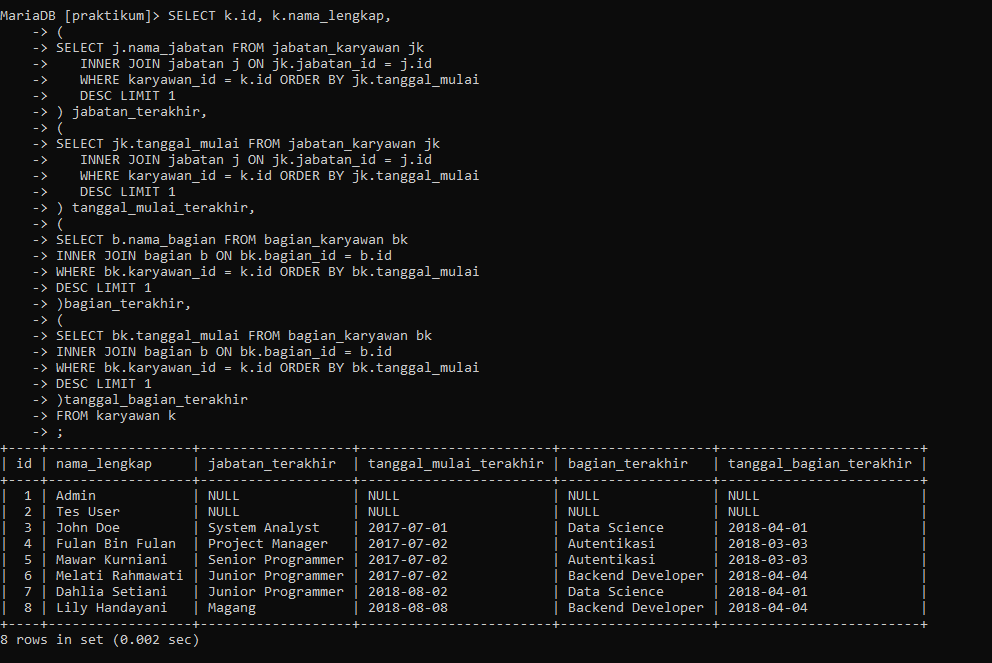 MariaDB [praktikum]> SELECT k.id, k.nama_lengkap,
    -> (
    -> SELECT j.nama_jabatan FROM jabatan_karyawan jk
    ->    INNER JOIN jabatan j ON jk.jabatan_id = j.id
    ->    WHERE karyawan_id = k.id ORDER BY jk.tanggal_mulai
    ->    DESC LIMIT 1
    -> ) jabatan_terakhir,
    -> (
    -> SELECT jk.tanggal_mulai FROM jabatan_karyawan jk
    ->    INNER JOIN jabatan j ON jk.jabatan_id = j.id
    ->    WHERE karyawan_id = k.id ORDER BY jk.tanggal_mulai
    ->    DESC LIMIT 1
    -> ) tanggal_mulai_terakhir,
    -> (
    -> SELECT b.nama_bagian FROM bagian_karyawan bk
    -> INNER JOIN bagian b ON bk.bagian_id = b.id
    -> WHERE bk.karyawan_id = k.id ORDER BY bk.tanggal_mulai
    -> DESC LIMIT 1
    -> )bagian_terakhir,
    -> (
    -> SELECT bk.tanggal_mulai FROM bagian_karyawan bk
    -> INNER JOIN bagian b ON bk.bagian_id = b.id
    -> WHERE bk.karyawan_id = k.id ORDER BY bk.tanggal_mulai
    -> DESC LIMIT 1
    -> )tanggal_bagian_terakhir
    -> FROM karyawan k
    -> ;
+----+------------------+-------------------+------------------------+-------------------+-------------------------+
| id | nama_lengkap     | jabatan_terakhir  | tanggal_mulai_terakhir | bagian_terakhir   | tanggal_bagian_terakhir |
+----+------------------+-------------------+------------------------+-------------------+-------------------------+
|  1 | Admin            | NULL              | NULL                   | NULL              | NULL                    |
|  2 | Tes User         | NULL              | NULL                   | NULL              | NULL                    |
|  3 | John Doe         | System Analyst    | 2017-07-01             | Data Science      | 2018-04-01              |
|  4 | Fulan Bin Fulan  | Project Manager   | 2017-07-02             | Autentikasi       | 2018-03-03              |
|  5 | Mawar Kurniani   | Senior Programmer | 2017-07-02             | Autentikasi       | 2018-03-03              |
|  6 | Melati Rahmawati | Junior Programmer | 2017-07-02             | Backend Developer | 2018-04-04              |
|  7 | Dahlia Setiani   | Junior Programmer | 2018-08-02             | Data Science      | 2018-04-01              |
|  8 | Lily Handayani   | Magang            | 2018-08-08             | Backend Developer | 2018-04-04              |
+----+------------------+-------------------+------------------------+-------------------+-------------------------+
8 rows in set (0.002 sec)